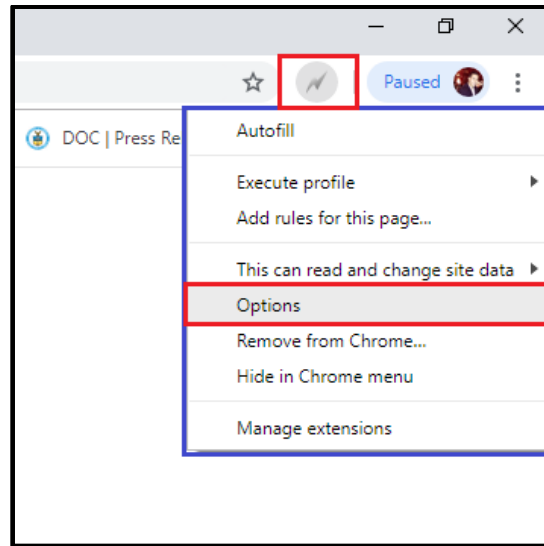 Paused
DOC | Press Re
Autofill
Execute profile
Add rules for this page...
This can read and change site data
Options
Remove from Chrome...
Hide in Chrome menu
Manage extensions